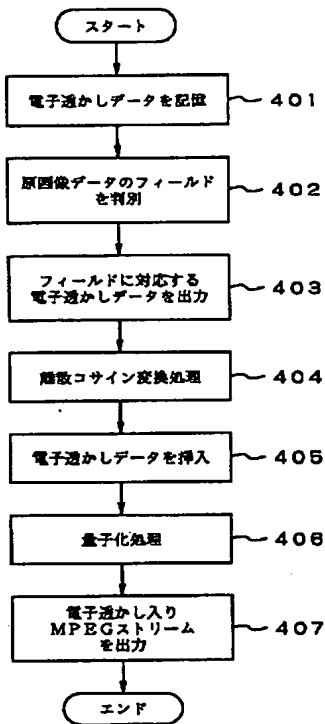 スタート
電子透かしデータを記憶
401
原画像データのフィールド
を判別
402
フィールドに対応する
電子透かしデータを出力
403
離散コサイン変換処理
404
電子透かしデータを挿入
405
量子化処理
406
電子透かし入り
MPEGストリーム
を出力
407
エンド